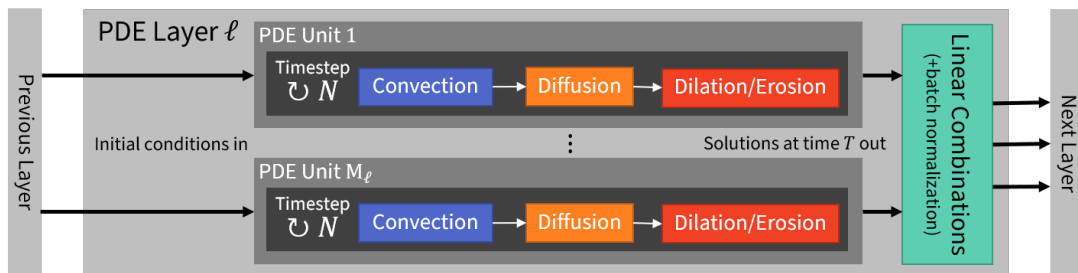 Previous Layer
PDE Layer ℓ
PDE Unit 1
Timestep
↻ N
Convection
Diffusion
Dilation/Erosion
Initial conditions in
⋮
Solutions at time T out
PDE Unit M_ℓ
Timestep
↻ N
Convection
Diffusion
Dilation/Erosion
Linear Combinations
(+batch normalization)
Next Layer